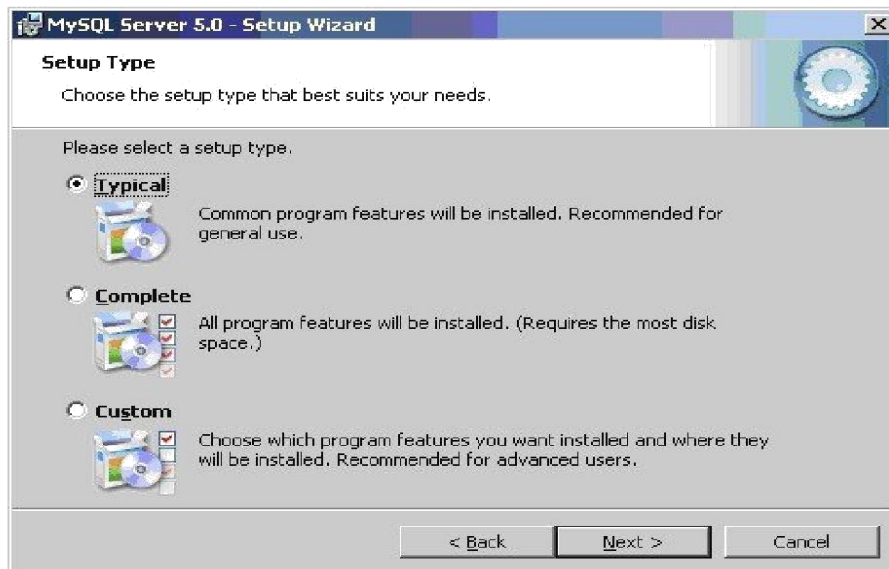 MySQL Server 5.0 - Setup Wizard
Setup Type
Choose the setup type that best suits your needs.
Please select a setup type.
Typical
Common program features will be installed. Recommended for
general use.
Complete
All program features will be installed. (Requires the most disk
space.)
Custom
Choose which program features you want installed and where they
will be installed. Recommended for advanced users.
< Back
Next >
Cancel